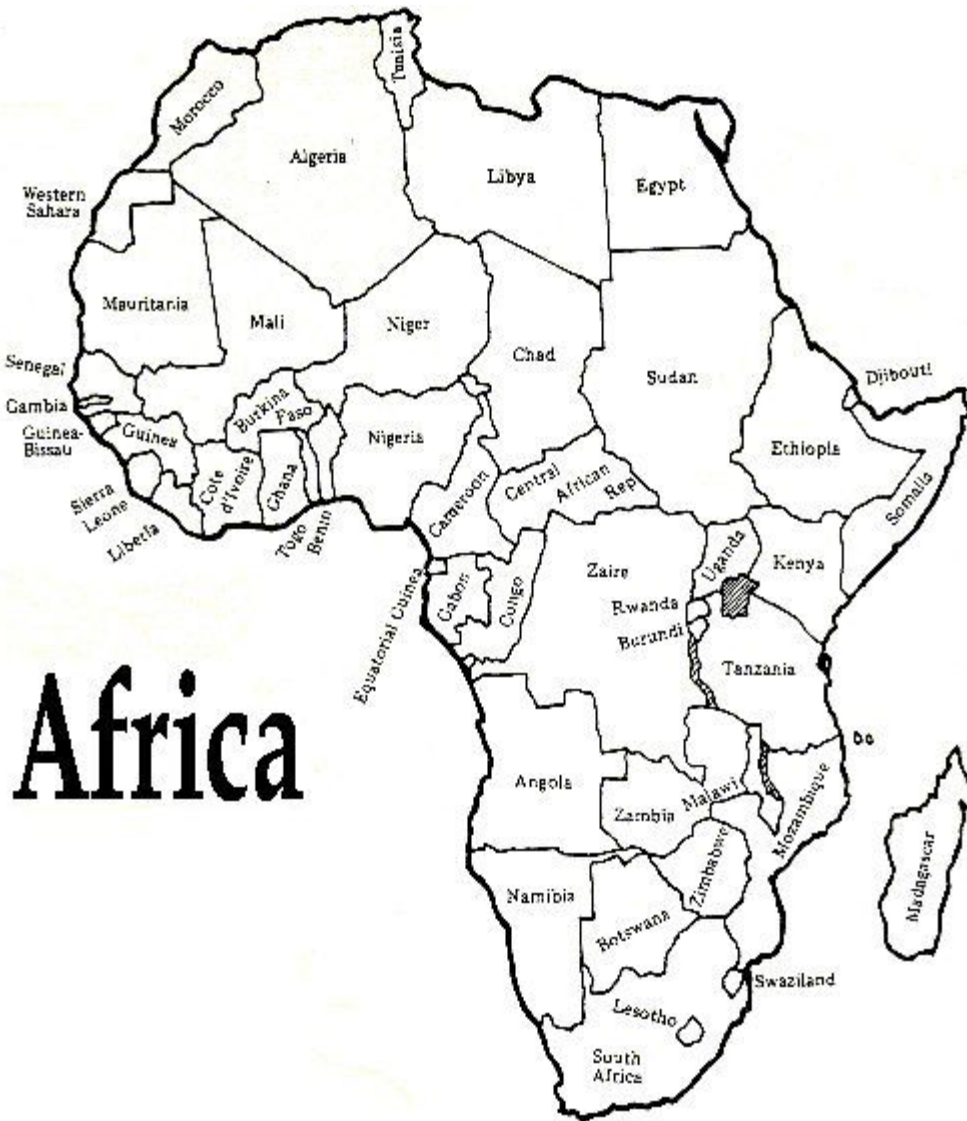 Tunisia
Morocco
Algeria
Libya
Egypt
Western
Sahara
Mauritania
Mali
Niger
Chad
Sudan
Senegal
Gambia
Guinea-
Bissau
Guinea
Burkina
Faso
Nigeria
Djibouti
Ethiopia
Somalia
Sierra
Leone
Liberia
Cote
d'Ivoire
Ghana
Togo
Benin
Cameroon
Central
African
Rep
Equatorial Guinea
Gabon
Congo
Zaire
Uganda
Kenya
Rwanda
Burundi
Tanzania
Africa
Angola
Zambia
Malawi
Mozambique
Madagascar
Namibia
Botswana
Zimbabwe
Swaziland
Lesotho
South
Africa